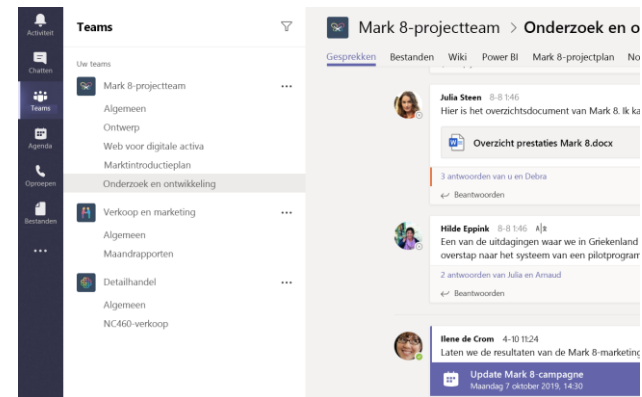 Activiteit
Chatten
Teams
Agenda
Oproepen
Bestanden
Teams
Uw teams
Mark 8-projectteam
Algemeen
Ontwerp
Web voor digitale activa
Marktintroductieplan
Onderzoek en ontwikkeling
Verkoop en marketing
Algemeen
Maandrapporten
Detailhandel
Algemeen
NC460-verkoop
Mark 8-projectteam > Onderzoek en o
Gesprekken Bestanden Wiki Power BI Mark 8-projectplan No
Julia Steen 8-8 1:46
Hier is het overzichtsdocument van Mark 8. Ik ka
Overzicht prestaties Mark 8.docx
3 antwoorden van u en Debra
Beantwoorden
Hilde Eppink 8-8 1:46
Een van de uitdagingen waar we in Griekenland
overstap naar het systeem van een pilotprogram
2 antwoorden van Julia en Arnaud
Beantwoorden
Ilene de Crom 4-10 11:24
Laten we de resultaten van de Mark 8-marketing
Update Mark 8-campagne
Maandag 7 oktober 2019, 14:30